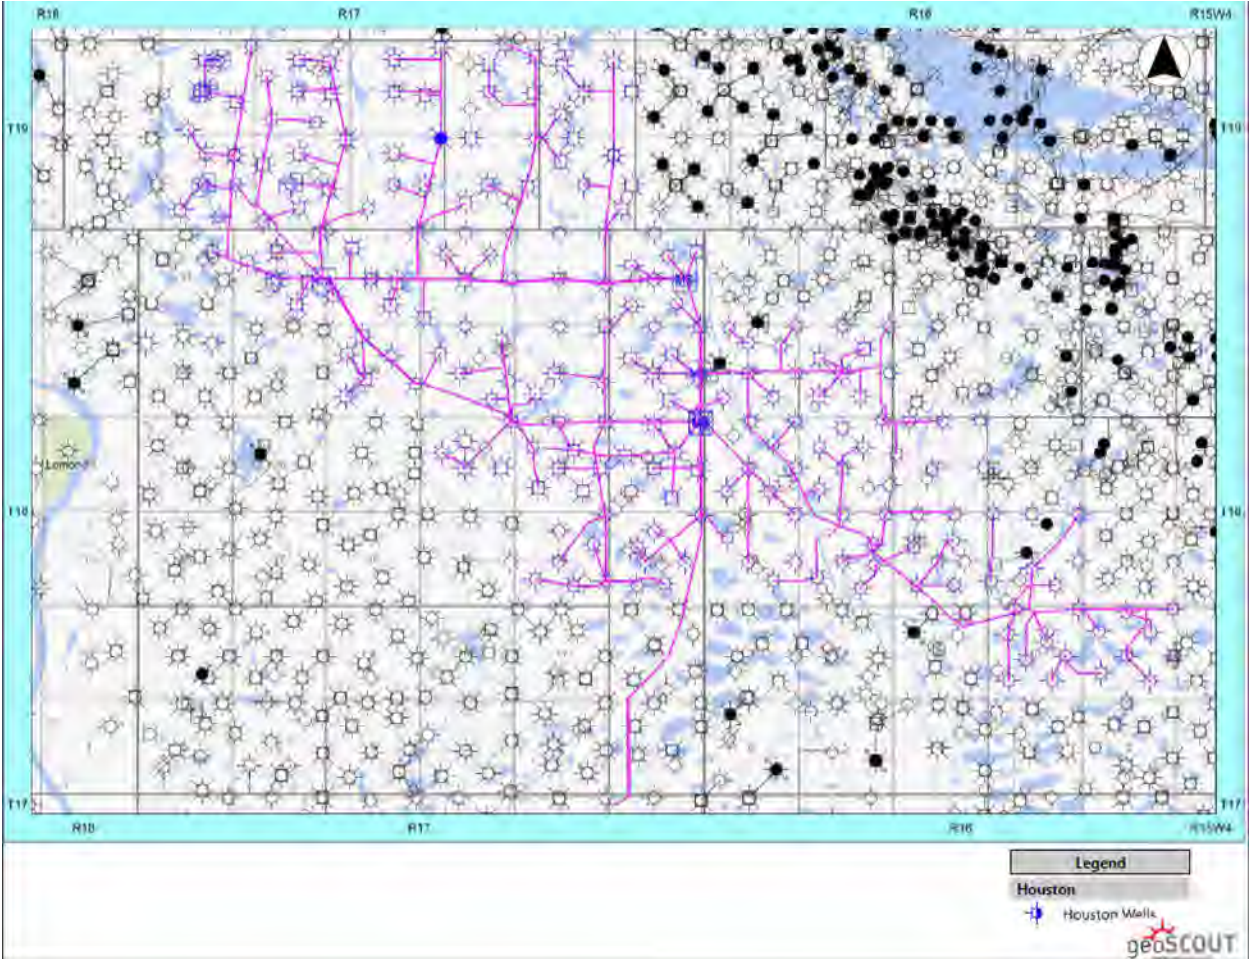 R18 R17 R16 R15W4
T19 T19
Lomond
T18 T18
T17 T17
R18 R17 R16 R15W4
Legend
Houston
Houston Wells
geoSCOUT